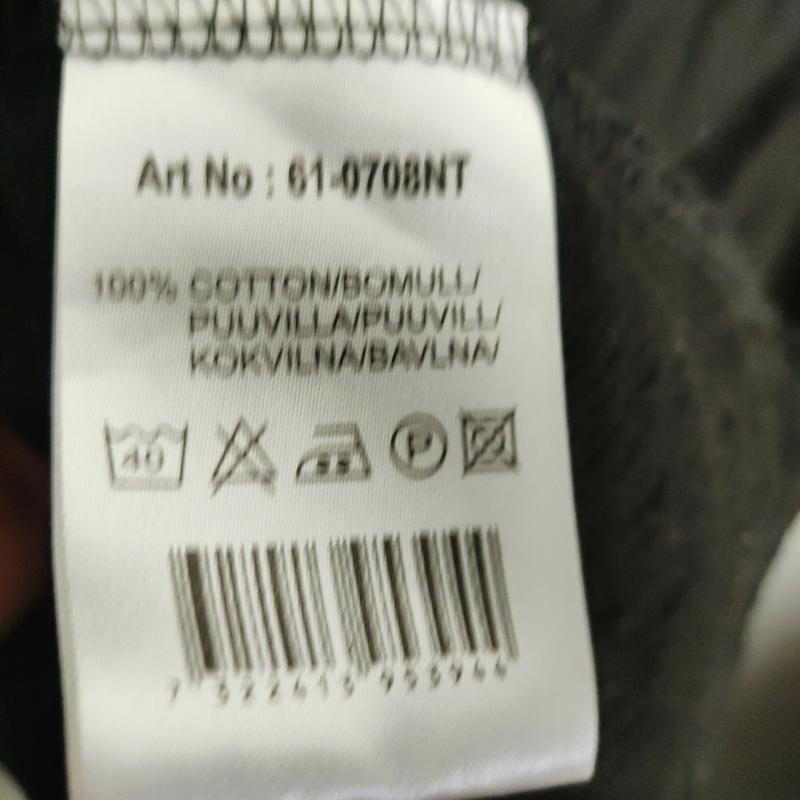 Art No : 61-0708NT
100% COTTON/BOMULL/
PUUVILLA/PUUVILL/
KOKVILNA/BAVLNA/
40
P